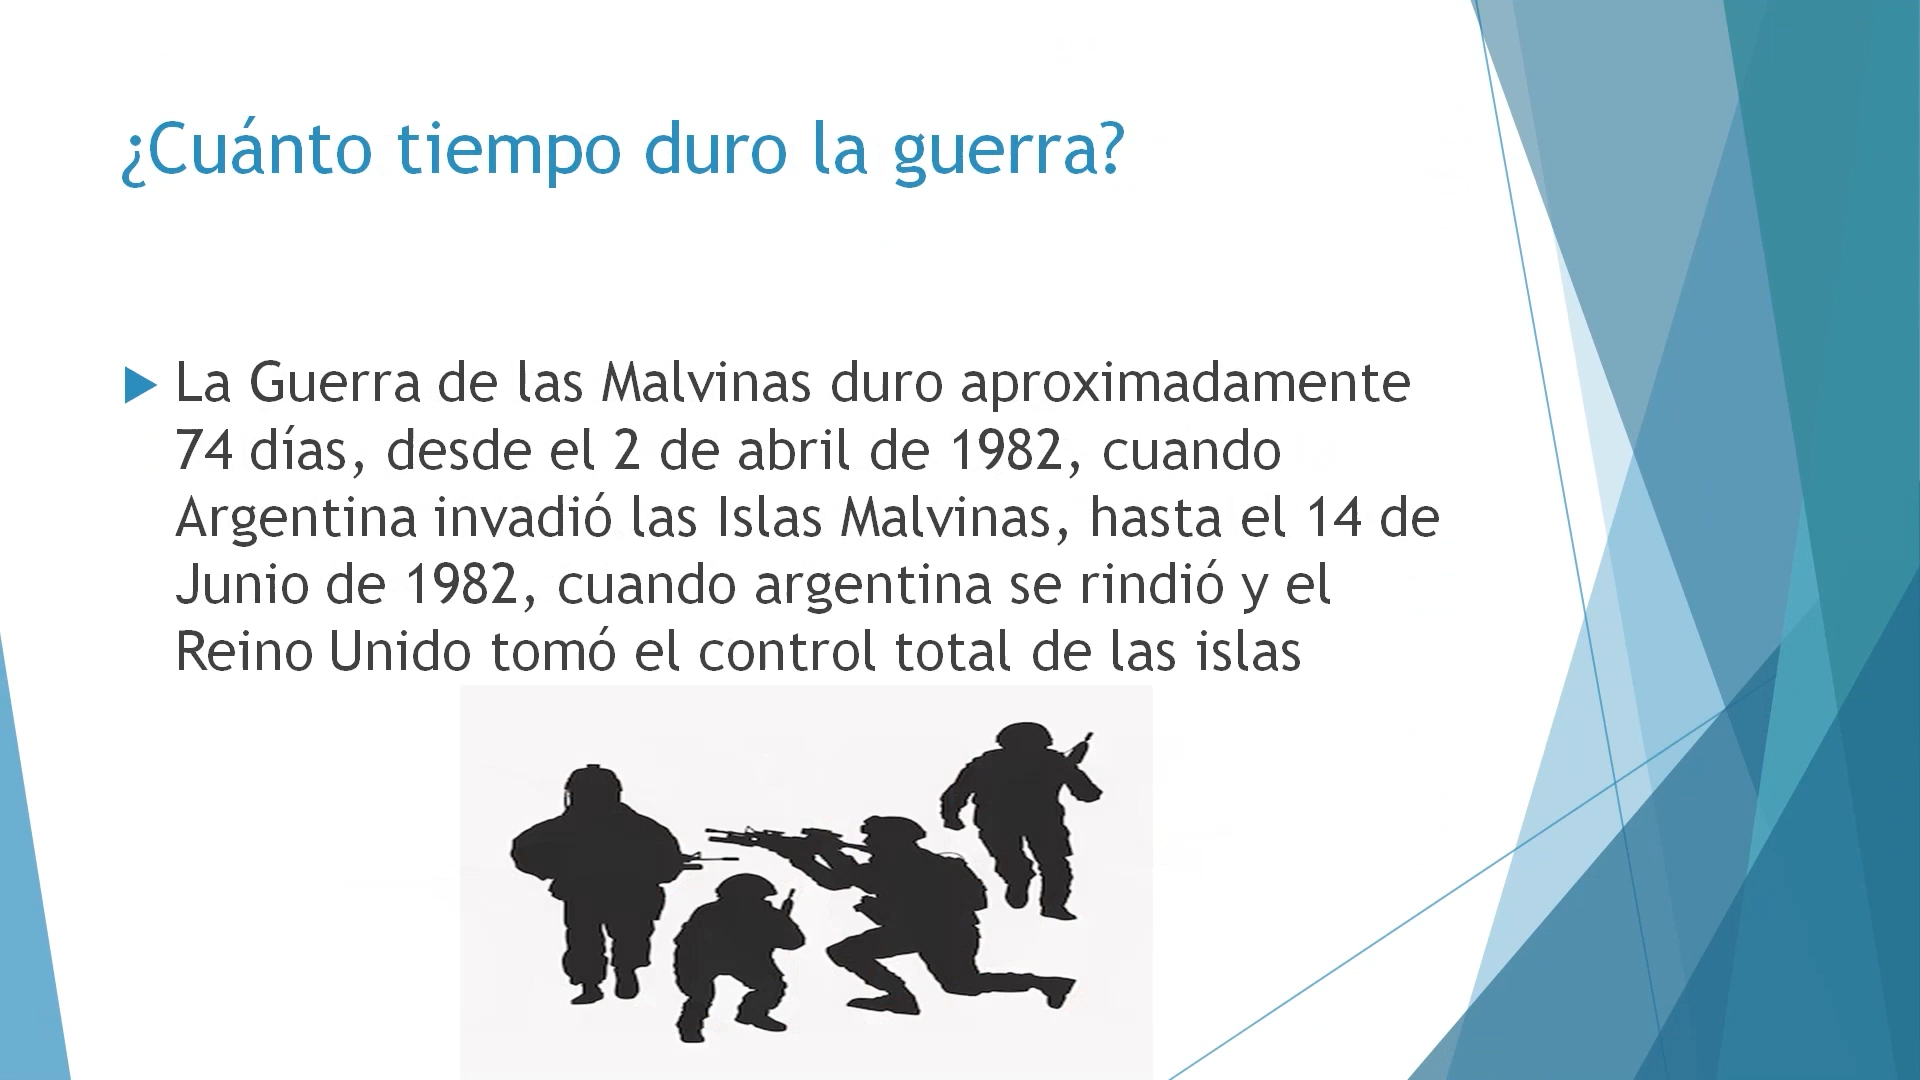 ¿Cuánto tiempo duro la guerra?
La Guerra de las Malvinas duro aproximadamente
74 días, desde el 2 de abril de 1982, cuando
Argentina invadió las Islas Malvinas, hasta el 14 de
Junio de 1982, cuando argentina se rindió y el
Reino Unido tomó el control total de las islas